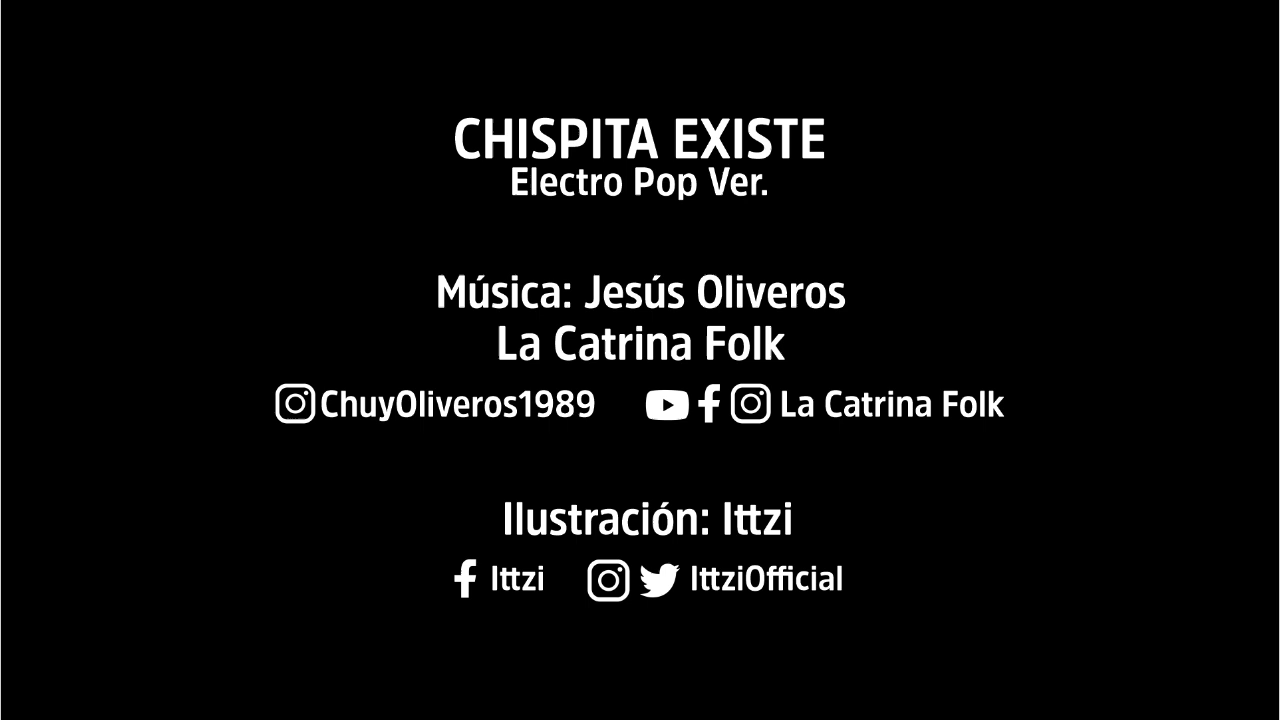 CHISPITA EXISTE
Electro Pop Ver.
Música: Jesús Oliveros
La Catrina Folk
ChuyOliveros1989 La Catrina Folk
Ilustración: Ittzi
Ittzi IttziOfficial